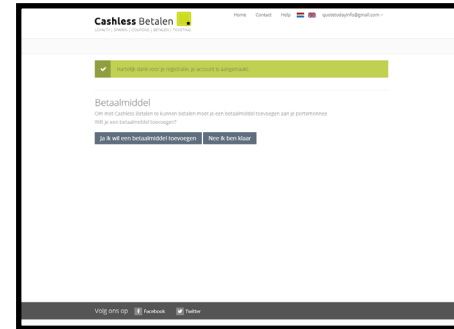 Home Contact Help quotetodayinfo@gmail.com
Cashless Betalen
LOYALTY | SPAREN | COUPONS | BETALEN | TICKETING
Hartelijk dank voor je registratie, je account is aangemaakt.
Betaalmiddel
Om met Cashless Betalen te kunnen betalen moet je een betaalmiddel toevoegen aan je portemonnee
Wilt je een betaalmiddel toevoegen?
Ja ik wil een betaalmiddel toevoegen Nee ik ben klaar
Volg ons op Facebook Twitter